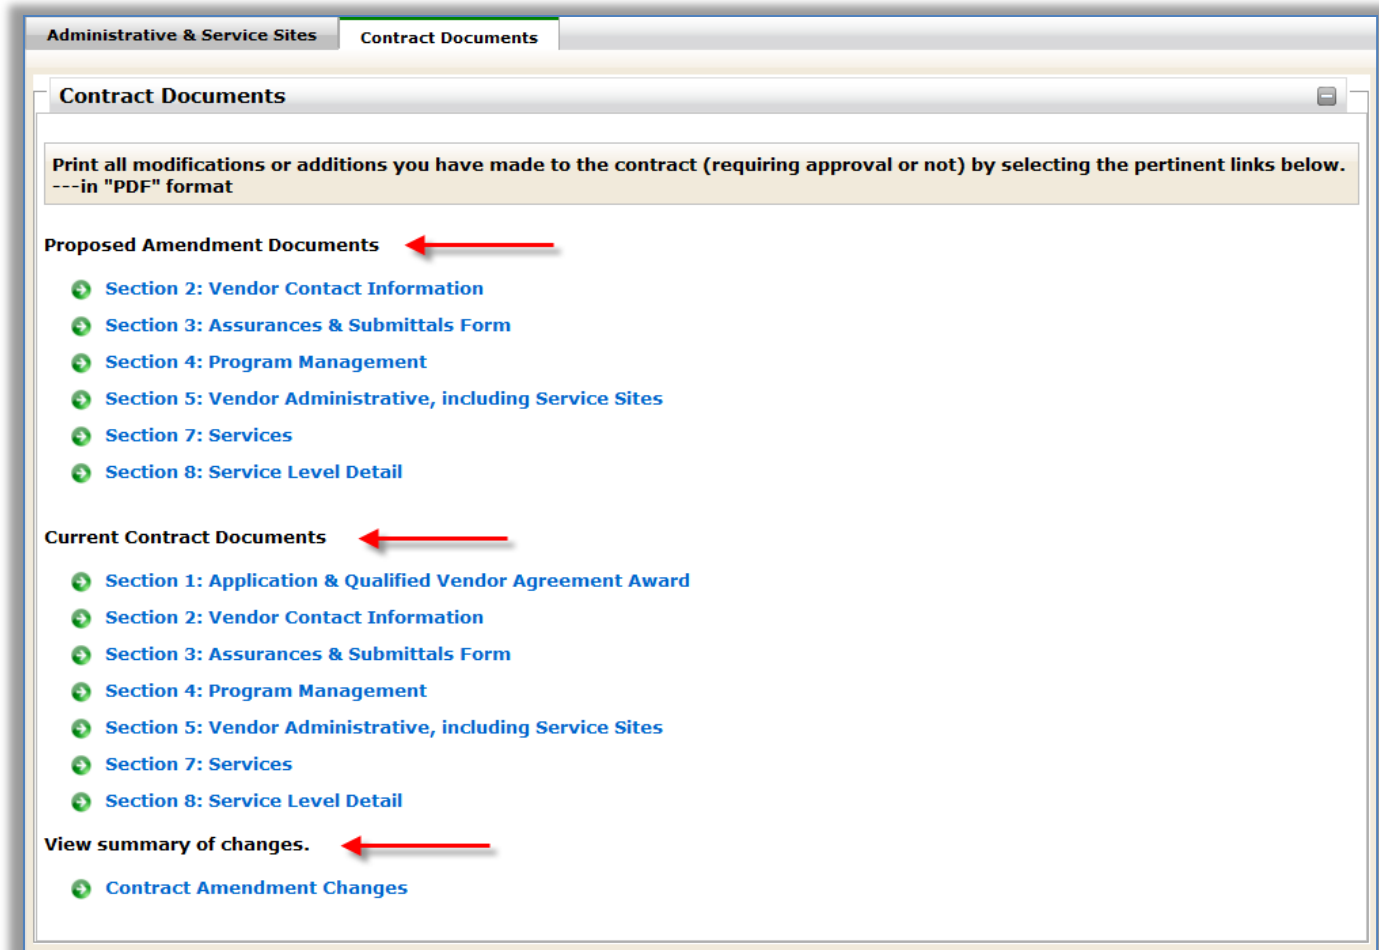 Administrative & Service Sites
Contract Documents
Contract Documents
Print all modifications or additions you have made to the contract (requiring approval or not) by selecting the pertinent links below.
---in "PDF" format
Proposed Amendment Documents
Section 2: Vendor Contact Information
Section 3: Assurances & Submittals Form
Section 4: Program Management
Section 5: Vendor Administrative, including Service Sites
Section 7: Services
Section 8: Service Level Detail
Current Contract Documents
Section 1: Application & Qualified Vendor Agreement Award
Section 2: Vendor Contact Information
Section 3: Assurances & Submittals Form
Section 4: Program Management
Section 5: Vendor Administrative, including Service Sites
Section 7: Services
Section 8: Service Level Detail
View summary of changes.
Contract Amendment Changes